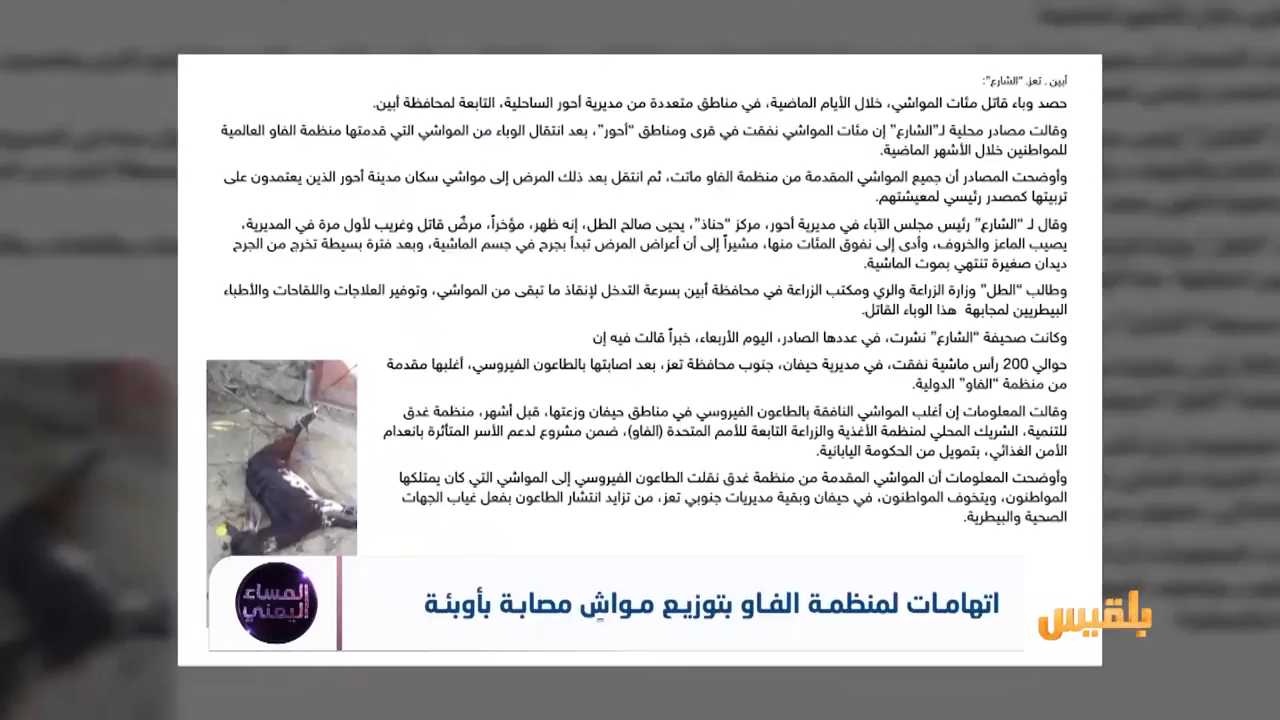 أبين ـ تعزـ "الشارع":
حصد وباء قاتل مئات المواشي، خلال الأيام الماضية، في مناطق متعددة من مديرية أحور الساحلية، التابعة لمحافظة أبين.
وقالت مصادر محلية لـ"الشارع" إن مئات المواشي نفقت في قرى ومناطق "أحور"، بعد انتقال الوباء من المواشي التي قدمتها منظمة الفاو العالمية
للمواطنين خلال الأشهر الماضية.
وأوضحت المصادر أن جميع المواشي المقدمة من منظمة الفاو ماتت، ثم انتقل بعد ذلك المرض إلى مواشي سكان مدينة أحور الذين يعتمدون على
تربيتها كمصدر رئيسي لمعيشتهم.
وقال لـ "الشارع" رئيس مجلس الآباء في مديرية أحور، مركز "حناذ"، يحيى صالح الطل، إنه ظهر، مؤخراً، مرضٌ قاتل وغريب لأول مرة في المديرية،
يصيب الماعز والخروف، وأدى إلى نفوق المئات منها، مشيراً إلى أن أعراض المرض تبدأ بجرح في جسم الماشية، وبعد فترة بسيطة تخرج من الجرح
ديدان صغيرة تنتهي بموت الماشية.
وطالب "الطل" وزارة الزراعة والري ومكتب الزراعة في محافظة أبين بسرعة التدخل لإنقاذ ما تبقى من المواشي، وتوفير العلاجات واللقاحات والأطباء
البيطريين لمجابهة هذا الوباء القاتل.
وكانت صحيفة "الشارع" نشرت، في عددها الصادر، اليوم الأربعاء، خبراً قالت فيه إن
حوالي 200 رأس ماشية نفقت، في مديرية حيفان، جنوب محافظة تعز، بعد اصابتها بالطاعون الفيروسي، أغلبها مقدمة
من منظمة "الفاو" الدولية.
وقالت المعلومات إن أغلب المواشي النافقة بالطاعون الفيروسي في مناطق حيفان وزعتها، قبل أشهر، منظمة غدق
للتنمية، الشريك المحلي لمنظمة الأغذية والزراعة التابعة للأمم المتحدة (الفاو)، ضمن مشروع لدعم الأسر المتأثرة بانعدام
الأمن الغذائي، بتمويل من الحكومة اليابانية.
وأوضحت المعلومات أن المواشي المقدمة من منظمة غدق نقلت الطاعون الفيروسي إلى المواشي التي كان يمتلكها
المواطنون، ويتخوف المواطنون، في حيفان وبقية مديريات جنوبي تعز، من تزايد انتشار الطاعون بفعل غياب الجهات
الصحية والبيطرية.
اتهامات لمنظمة الفاو بتوزيع مواشٍ مصابة بأوبئة
المساء
اليمني
بلقيس